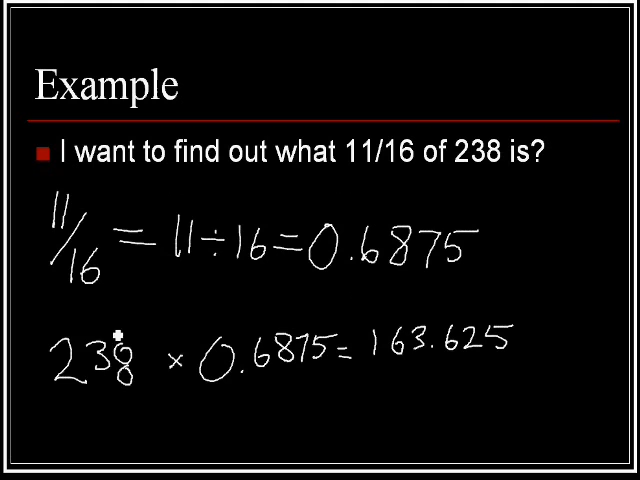 Example
I want to find out what 11/16 of 238 is?
11/16 = 11 ÷ 16 = 0.6875
238 × 0.6875 = 163.625